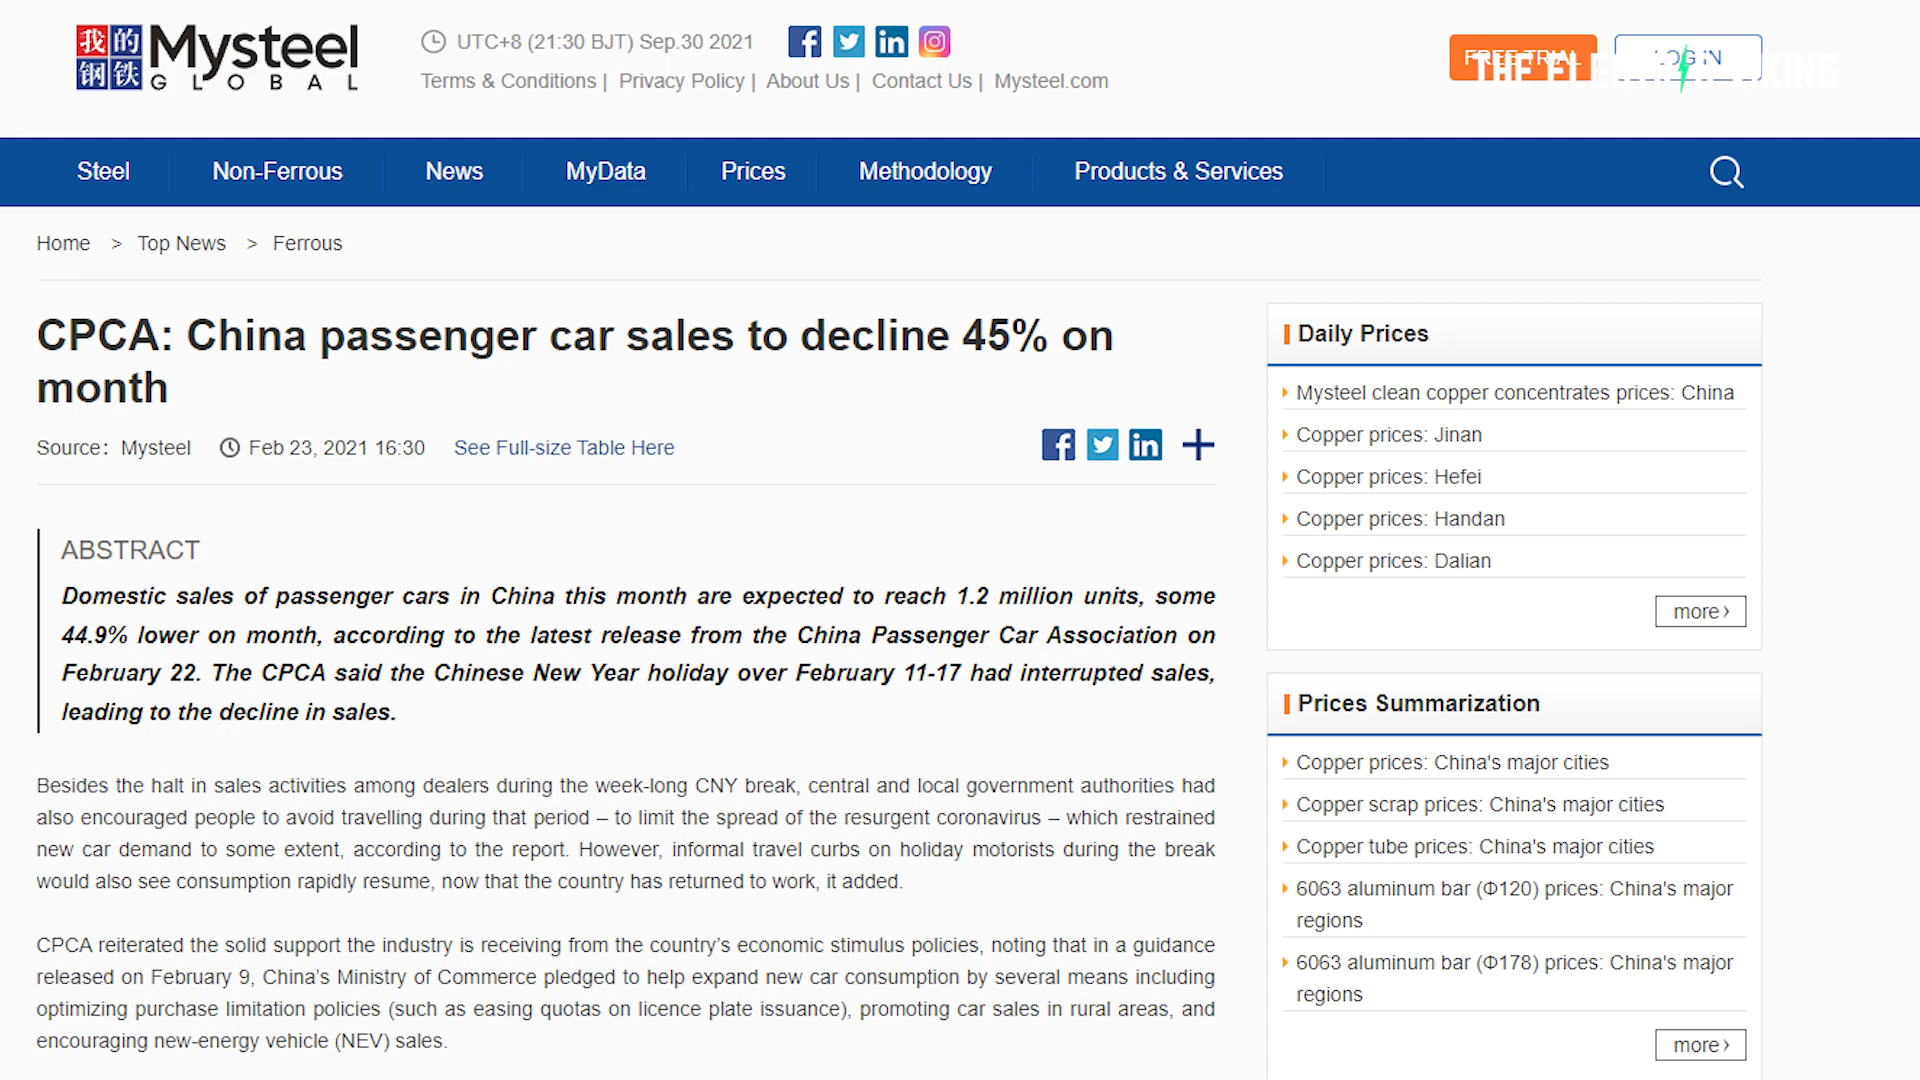 我的
钢铁
Mysteel
GLOBAL
UTC+8 (21:30 BJT) Sep.30 2021
Terms & Conditions | Privacy Policy | About Us | Contact Us | Mysteel.com
FREE TRIAL
LOG IN
THE ELECTRIC VIKING
Steel
Non-Ferrous
News
MyData
Prices
Methodology
Products & Services
Home > Top News > Ferrous
CPCA: China passenger car sales to decline 45% on
month
Source: Mysteel
Feb 23, 2021 16:30
See Full-size Table Here
ABSTRACT
Domestic sales of passenger cars in China this month are expected to reach 1.2 million units, some
44.9% lower on month, according to the latest release from the China Passenger Car Association on
February 22. The CPCA said the Chinese New Year holiday over February 11-17 had interrupted sales,
leading to the decline in sales.
Besides the halt in sales activities among dealers during the week-long CNY break, central and local government authorities had
also encouraged people to avoid travelling during that period – to limit the spread of the resurgent coronavirus – which restrained
new car demand to some extent, according to the report. However, informal travel curbs on holiday motorists during the break
would also see consumption rapidly resume, now that the country has returned to work, it added.
CPCA reiterated the solid support the industry is receiving from the country’s economic stimulus policies, noting that in a guidance
released on February 9, China’s Ministry of Commerce pledged to help expand new car consumption by several means including
optimizing purchase limitation policies (such as easing quotas on licence plate issuance), promoting car sales in rural areas, and
encouraging new-energy vehicle (NEV) sales.
Daily Prices
Mysteel clean copper concentrates prices: China
Copper prices: Jinan
Copper prices: Hefei
Copper prices: Handan
Copper prices: Dalian
more ›
Prices Summarization
Copper prices: China's major cities
Copper scrap prices: China's major cities
Copper tube prices: China's major cities
6063 aluminum bar (Φ120) prices: China's major
regions
6063 aluminum bar (Φ178) prices: China's major
regions
more ›